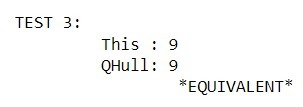 TEST 3:
This : 9
QHull: 9
*EQUIVALENT*